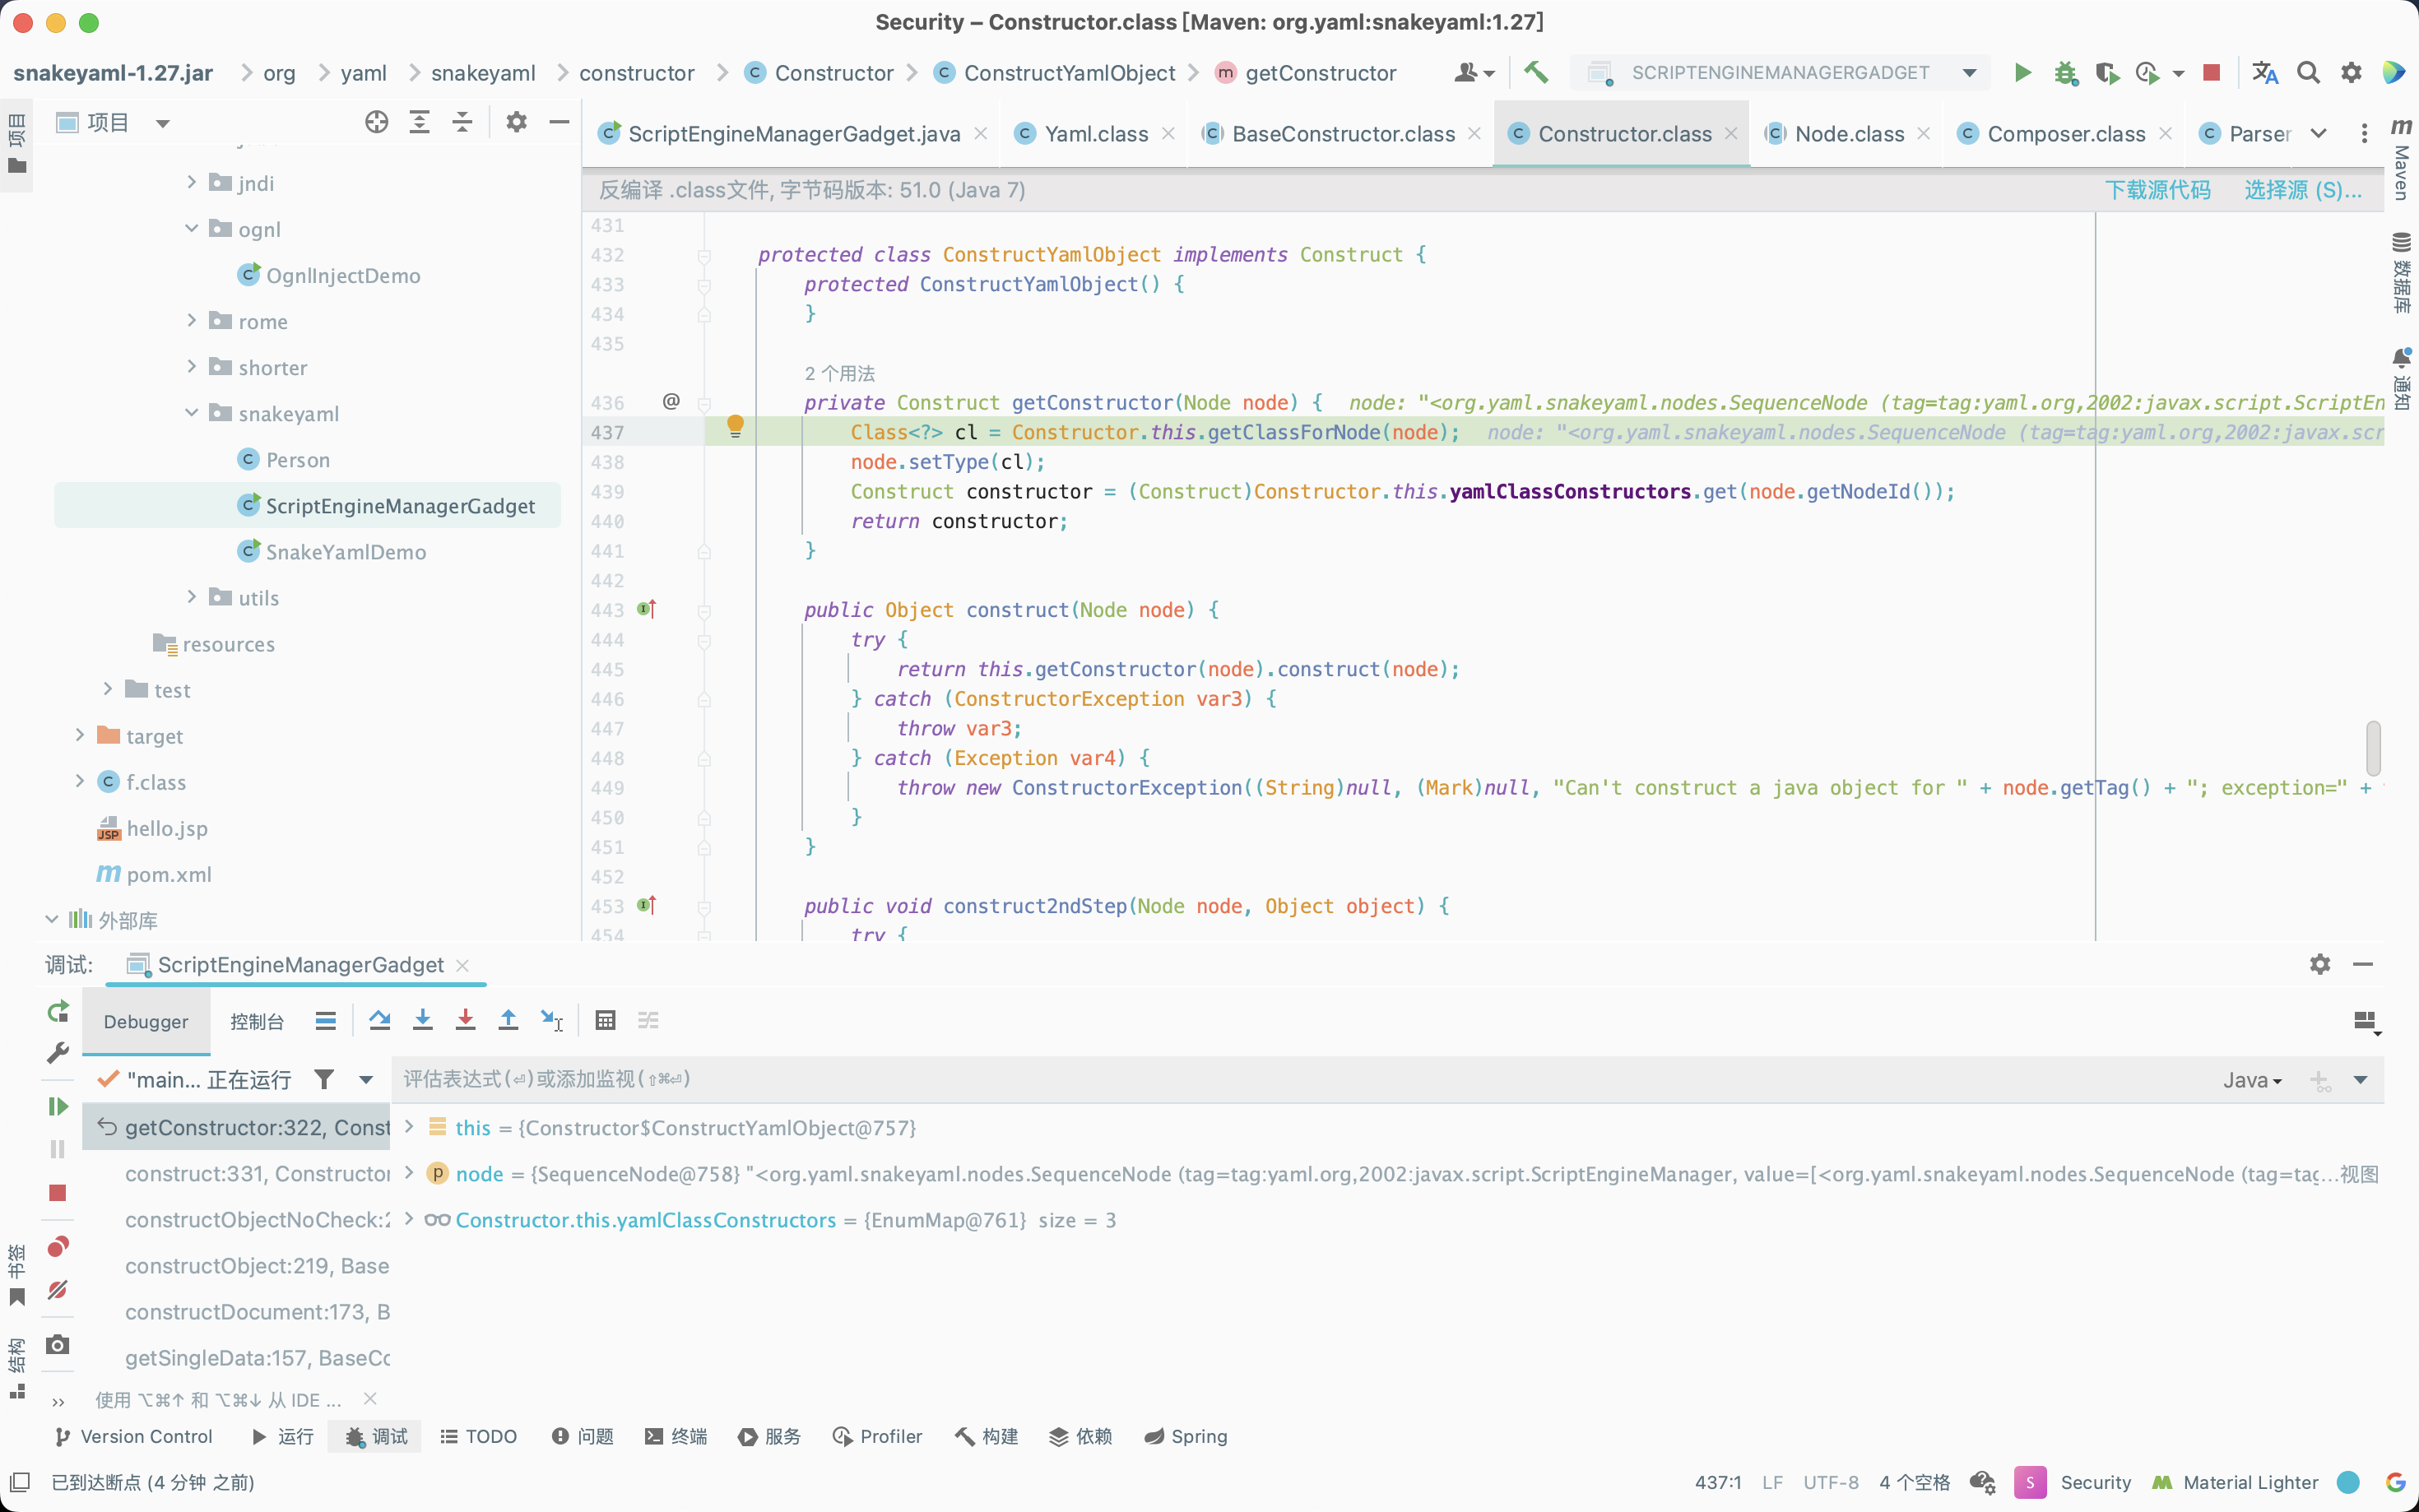 Security – Constructor.class [Maven: org.yaml:snakeyaml:1.27]
snakeyaml-1.27.jar org yaml snakeyaml constructor Constructor ConstructYamlObject getConstructor SCRIPTENGINEMANAGERGADGET
项目
项目
ScriptEngineManagerGadget.java Yaml.class BaseConstructor.class Constructor.class Node.class Composer.class Parser
反编译 .class文件, 字节码版本: 51.0 (Java 7) 下载源代码 选择源 (S)...
Maven
数据库
通知
jndi
ognl
OgnlInjectDemo
rome
shorter
snakeyaml
Person
ScriptEngineManagerGadget
SnakeYamlDemo
utils
resources
test
target
f.class
hello.jsp
pom.xml
外部库
431
432 protected class ConstructYamlObject implements Construct {
433 protected ConstructYamlObject() {
434 }
435
2 个用法
436 @ private Construct getConstructor(Node node) { node: "<org.yaml.snakeyaml.nodes.SequenceNode (tag=tag:yaml.org,2002:javax.script.ScriptEn
437 Class<?> cl = Constructor.this.getClassForNode(node); node: "<org.yaml.snakeyaml.nodes.SequenceNode (tag=tag:yaml.org,2002:javax.scr
438 node.setType(cl);
439 Construct constructor = (Construct)Constructor.this.yamlClassConstructors.get(node.getNodeId());
440 return constructor;
441 }
442
443 public Object construct(Node node) {
444 try {
445 return this.getConstructor(node).construct(node);
446 } catch (ConstructorException var3) {
447 throw var3;
448 } catch (Exception var4) {
449 throw new ConstructorException((String)null, (Mark)null, "Can't construct a java object for " + node.getTag() + "; exception=" +
450 }
451 }
452
453 public void construct2ndStep(Node node, Object object) {
454 try {
调试: ScriptEngineManagerGadget
Debugger 控制台
"main... 正在运行 评估表达式(⏎)或添加监视(⇧⌘⏎) Java
getConstructor:322, Const
construct:331, Constructor
constructObjectNoCheck:2
constructObject:219, Base
constructDocument:173, B
getSingleData:157, BaseCo
this = {Constructor$ConstructYamlObject@757}
node = {SequenceNode@758} "<org.yaml.snakeyaml.nodes.SequenceNode (tag=tag:yaml.org,2002:javax.script.ScriptEngineManager, value=[<org.yaml.snakeyaml.nodes.SequenceNode (tag=tag...视图
Constructor.this.yamlClassConstructors = {EnumMap@761} size = 3
使用 ⌥⌘↑ 和 ⌥⌘↓ 从 IDE ...
书签
结构
Version Control 运行 调试 TODO 问题 终端 服务 Profiler 构建 依赖 Spring
已到达断点 (4 分钟 之前) 437:1 LF UTF-8 4 个空格 S Security Material Lighter